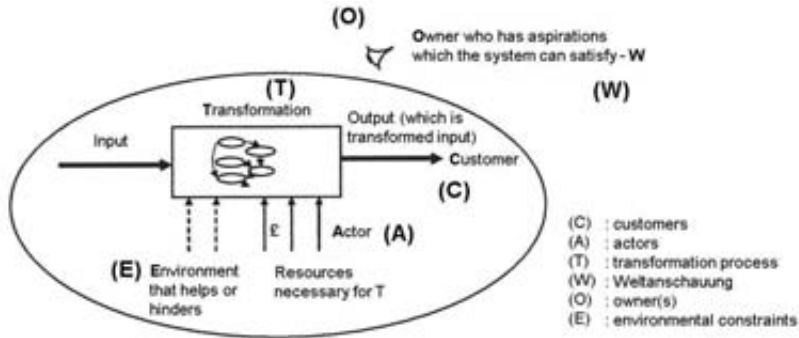 (O)
Owner who has aspirations
which the system can satisfy - W
(W)
(T)
Transformation
Input
Output (which is
transformed input)
Customer
(C)
£
Actor (A)
(E) Environment
that helps or
hinders
Resources
necessary for T
(C) : customers
(A) : actors
(T) : transformation process
(W) : Weltanschauung
(O) : owner(s)
(E) : environmental constraints